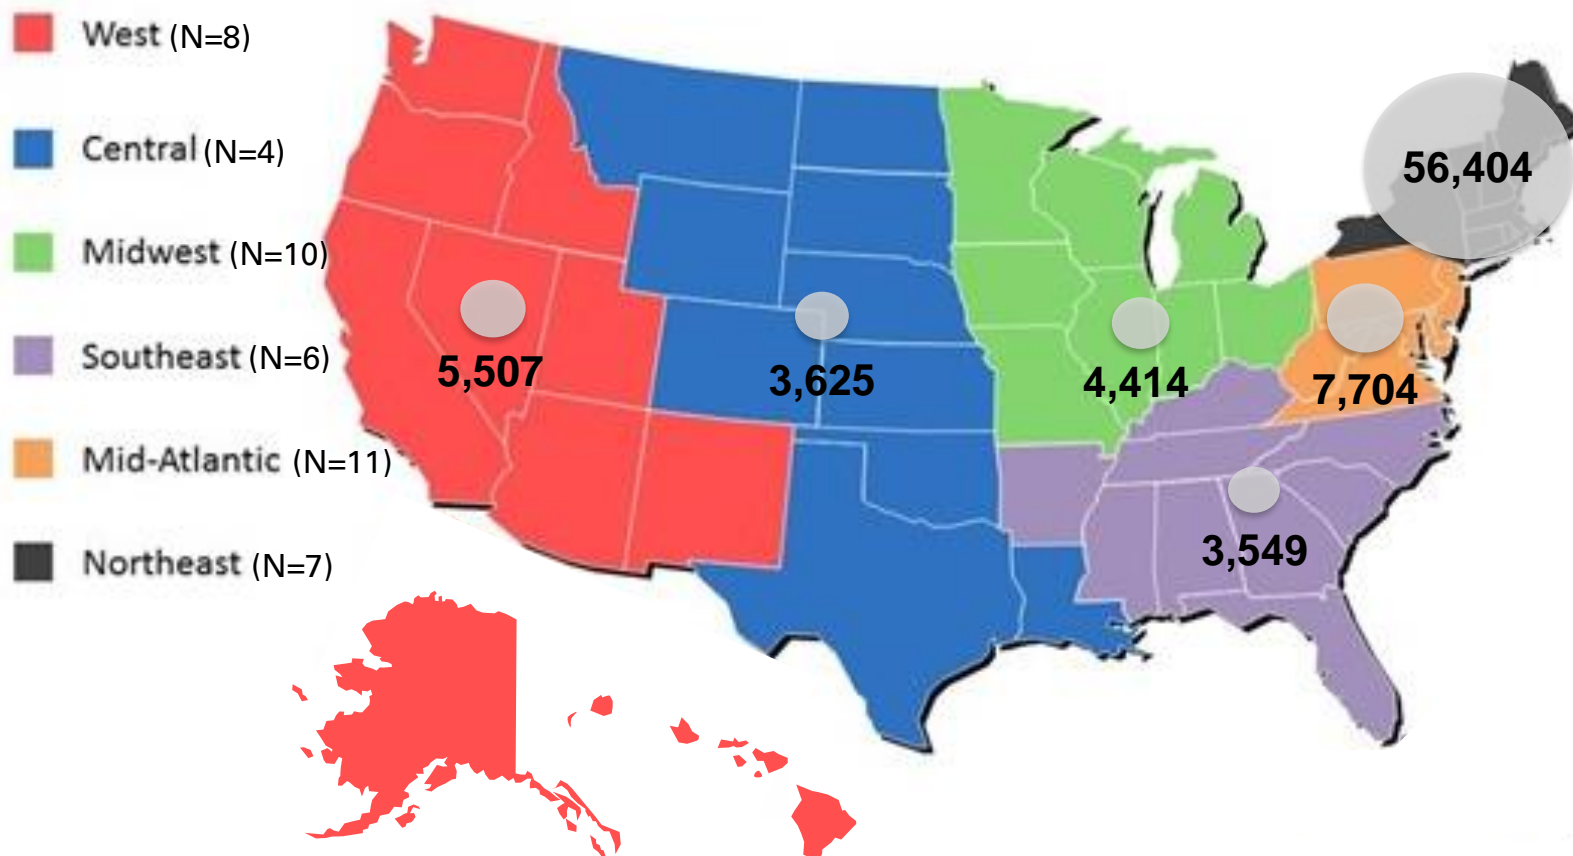 West (N=8)
Central (N=4)
Midwest (N=10)
Southeast (N=6)
Mid-Atlantic (N=11)
Northeast (N=7)
56,404
5,507
3,625
4,414
7,704
3,549